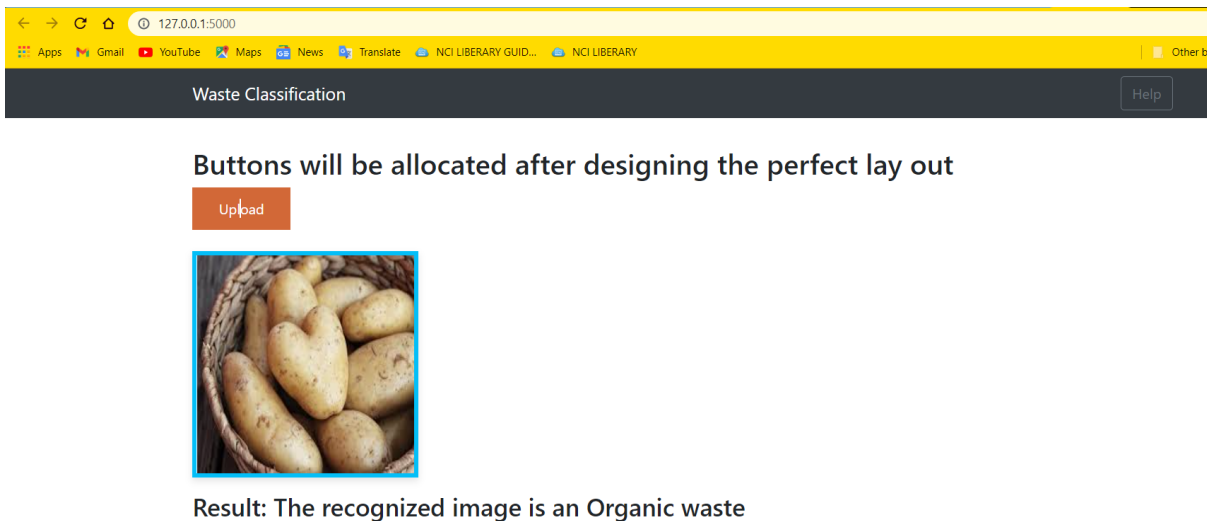 127.0.0.1:5000
Apps Gmail YouTube Maps GB News Translate NCI LIBERARY GUID... NCI LIBERARY Other b
Waste Classification Help
Buttons will be allocated after designing the perfect lay out
Upload
Result: The recognized image is an Organic waste